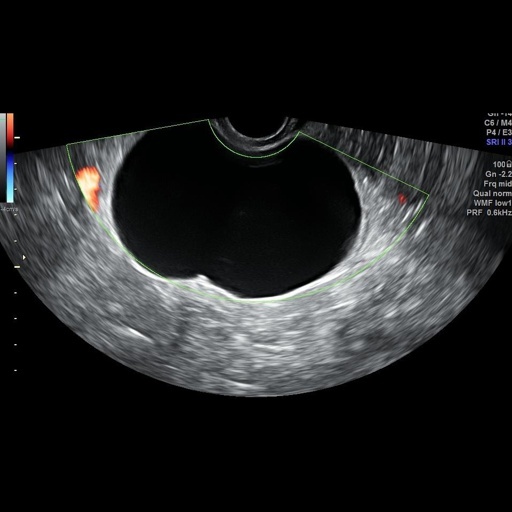 C6 / M4
P4 / E3
SRI II 3
Gn -2.2
Frq mid
Qual norm
WMF low1
PRF 0.6kHz